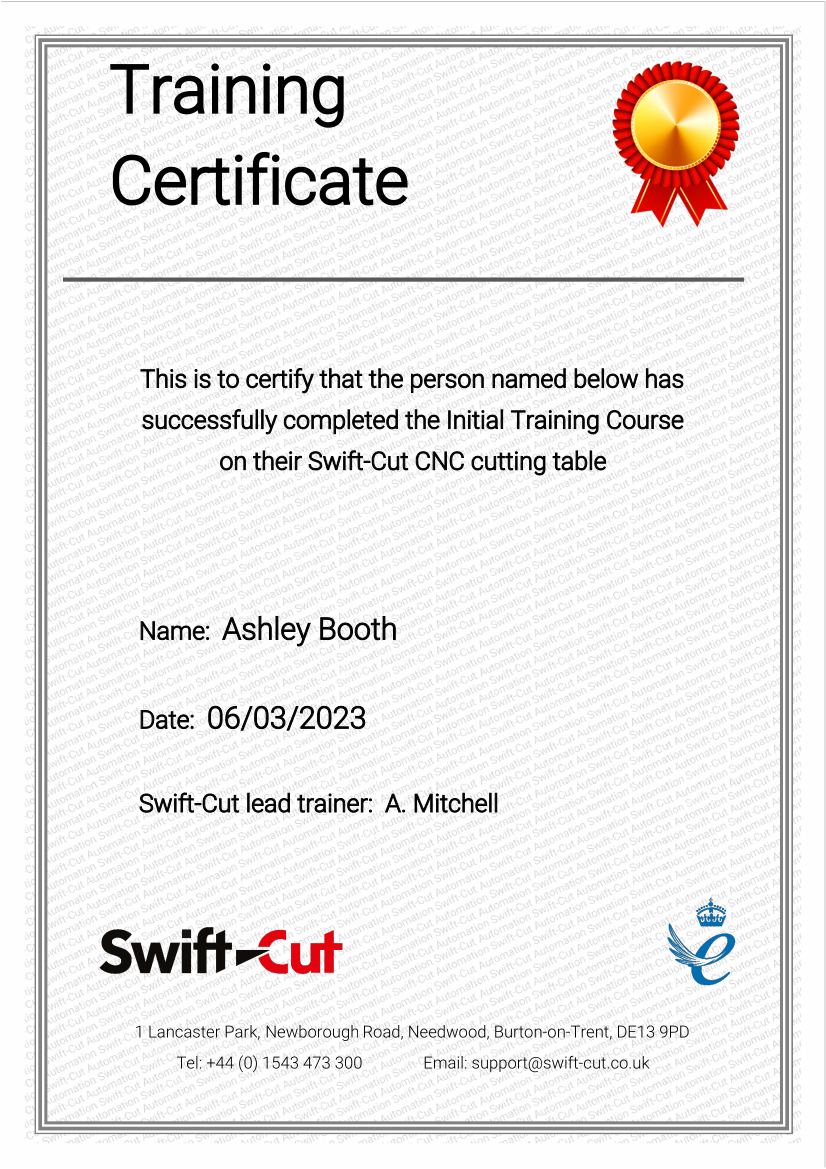 Training
Certificate
This is to certify that the person named below has
successfully completed the Initial Training Course
on their Swift-Cut CNC cutting table
Name: Ashley Booth
Date: 06/03/2023
Swift-Cut lead trainer: A. Mitchell
Swift-Cut
1 Lancaster Park, Newborough Road, Needwood, Burton-on-Trent, DE13 9PD
Tel: +44 (0) 1543 473 300 Email: support@swift-cut.co.uk